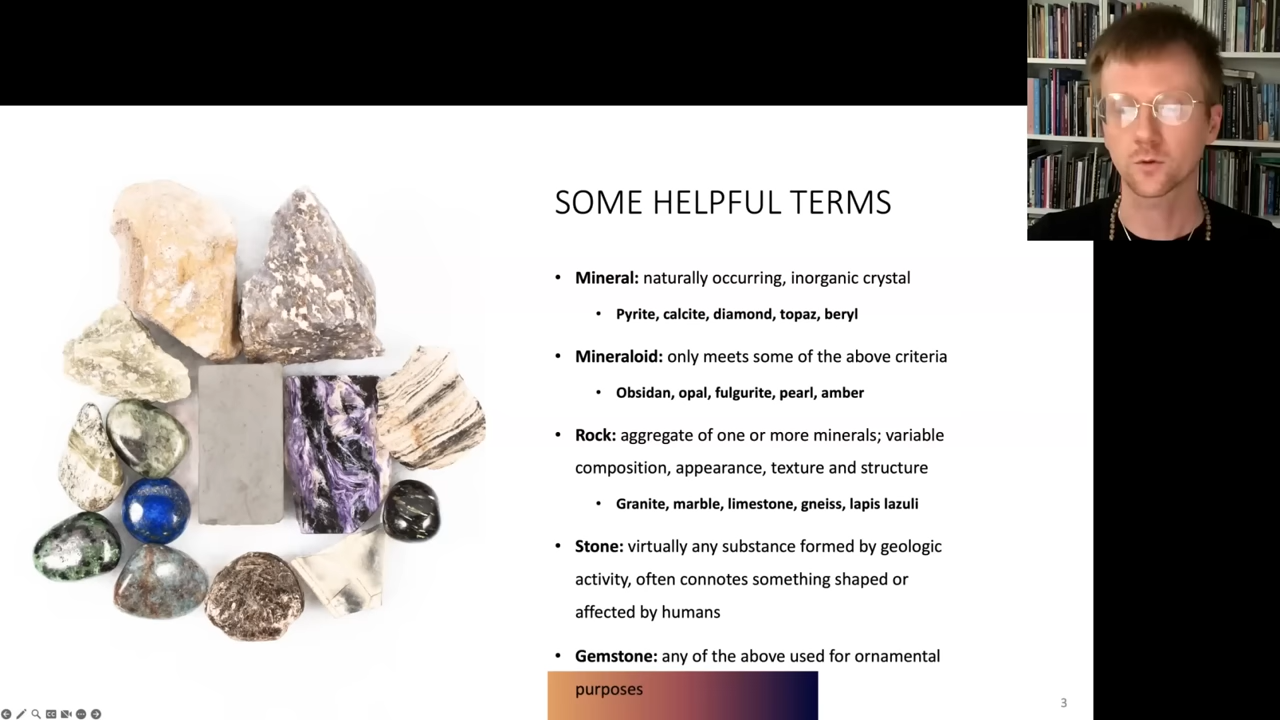 SOME HELPFUL TERMS
• Mineral: naturally occurring, inorganic crystal
• Pyrite, calcite, diamond, topaz, beryl
• Mineraloid: only meets some of the above criteria
• Obsidan, opal, fulgurite, pearl, amber
• Rock: aggregate of one or more minerals; variable
composition, appearance, texture and structure
• Granite, marble, limestone, gneiss, lapis lazuli
• Stone: virtually any substance formed by geologic
activity, often connotes something shaped or
affected by humans
• Gemstone: any of the above used for ornamental
purposes
3